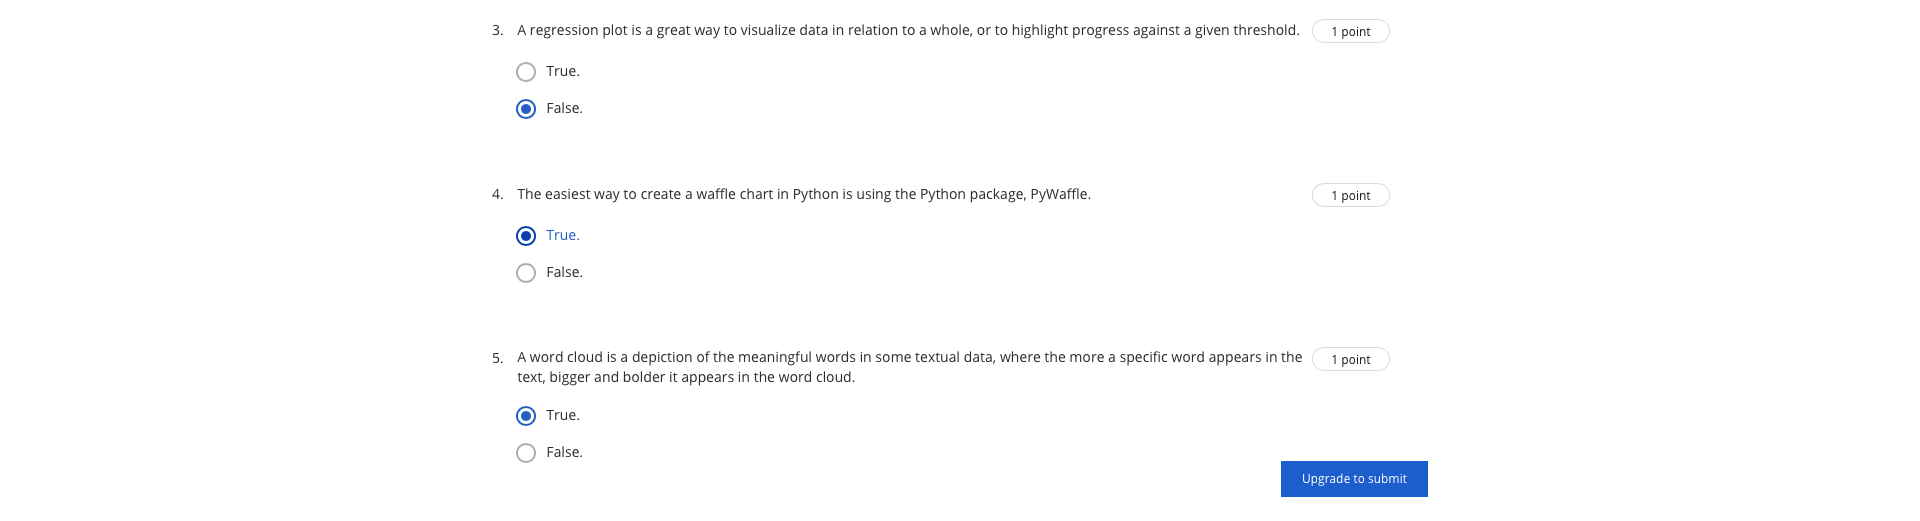 3. A regression plot is a great way to visualize data in relation to a whole, or to highlight progress against a given threshold. 1 point
True.
False.
4. The easiest way to create a waffle chart in Python is using the Python package, PyWaffle. 1 point
True.
False.
5. A word cloud is a depiction of the meaningful words in some textual data, where the more a specific word appears in the 1 point
text, bigger and bolder it appears in the word cloud.
True.
False.
Upgrade to submit